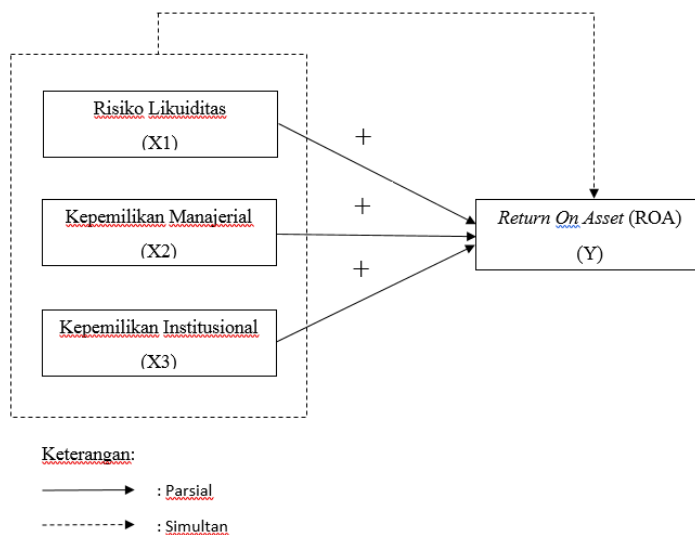 Risiko Likuiditas
(X1)
+
Kepemilikan Manajerial
(X2)
+
Return On Asset (ROA)
(Y)
Kepemilikan Institusional
(X3)
+
Keterangan:
: Parsial
: Simultan